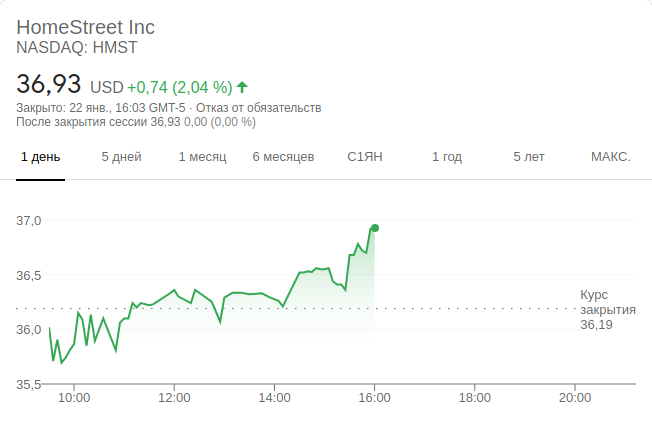 HomeStreet Inc
NASDAQ: HMST
36,93 USD +0,74 (2,04 %)
Закрыто: 22 янв., 16:03 GMT-5 · Отказ от обязательств
После закрытия сессии 36,93 0,00 (0,00 %)
1 день 5 дней 1 месяц 6 месяцев С1ЯН 1 год 5 лет МАКС.
37,0
36,5
Курс
закрытия
36,19
36,0
35,5
10:00 12:00 14:00 16:00 18:00 20:00